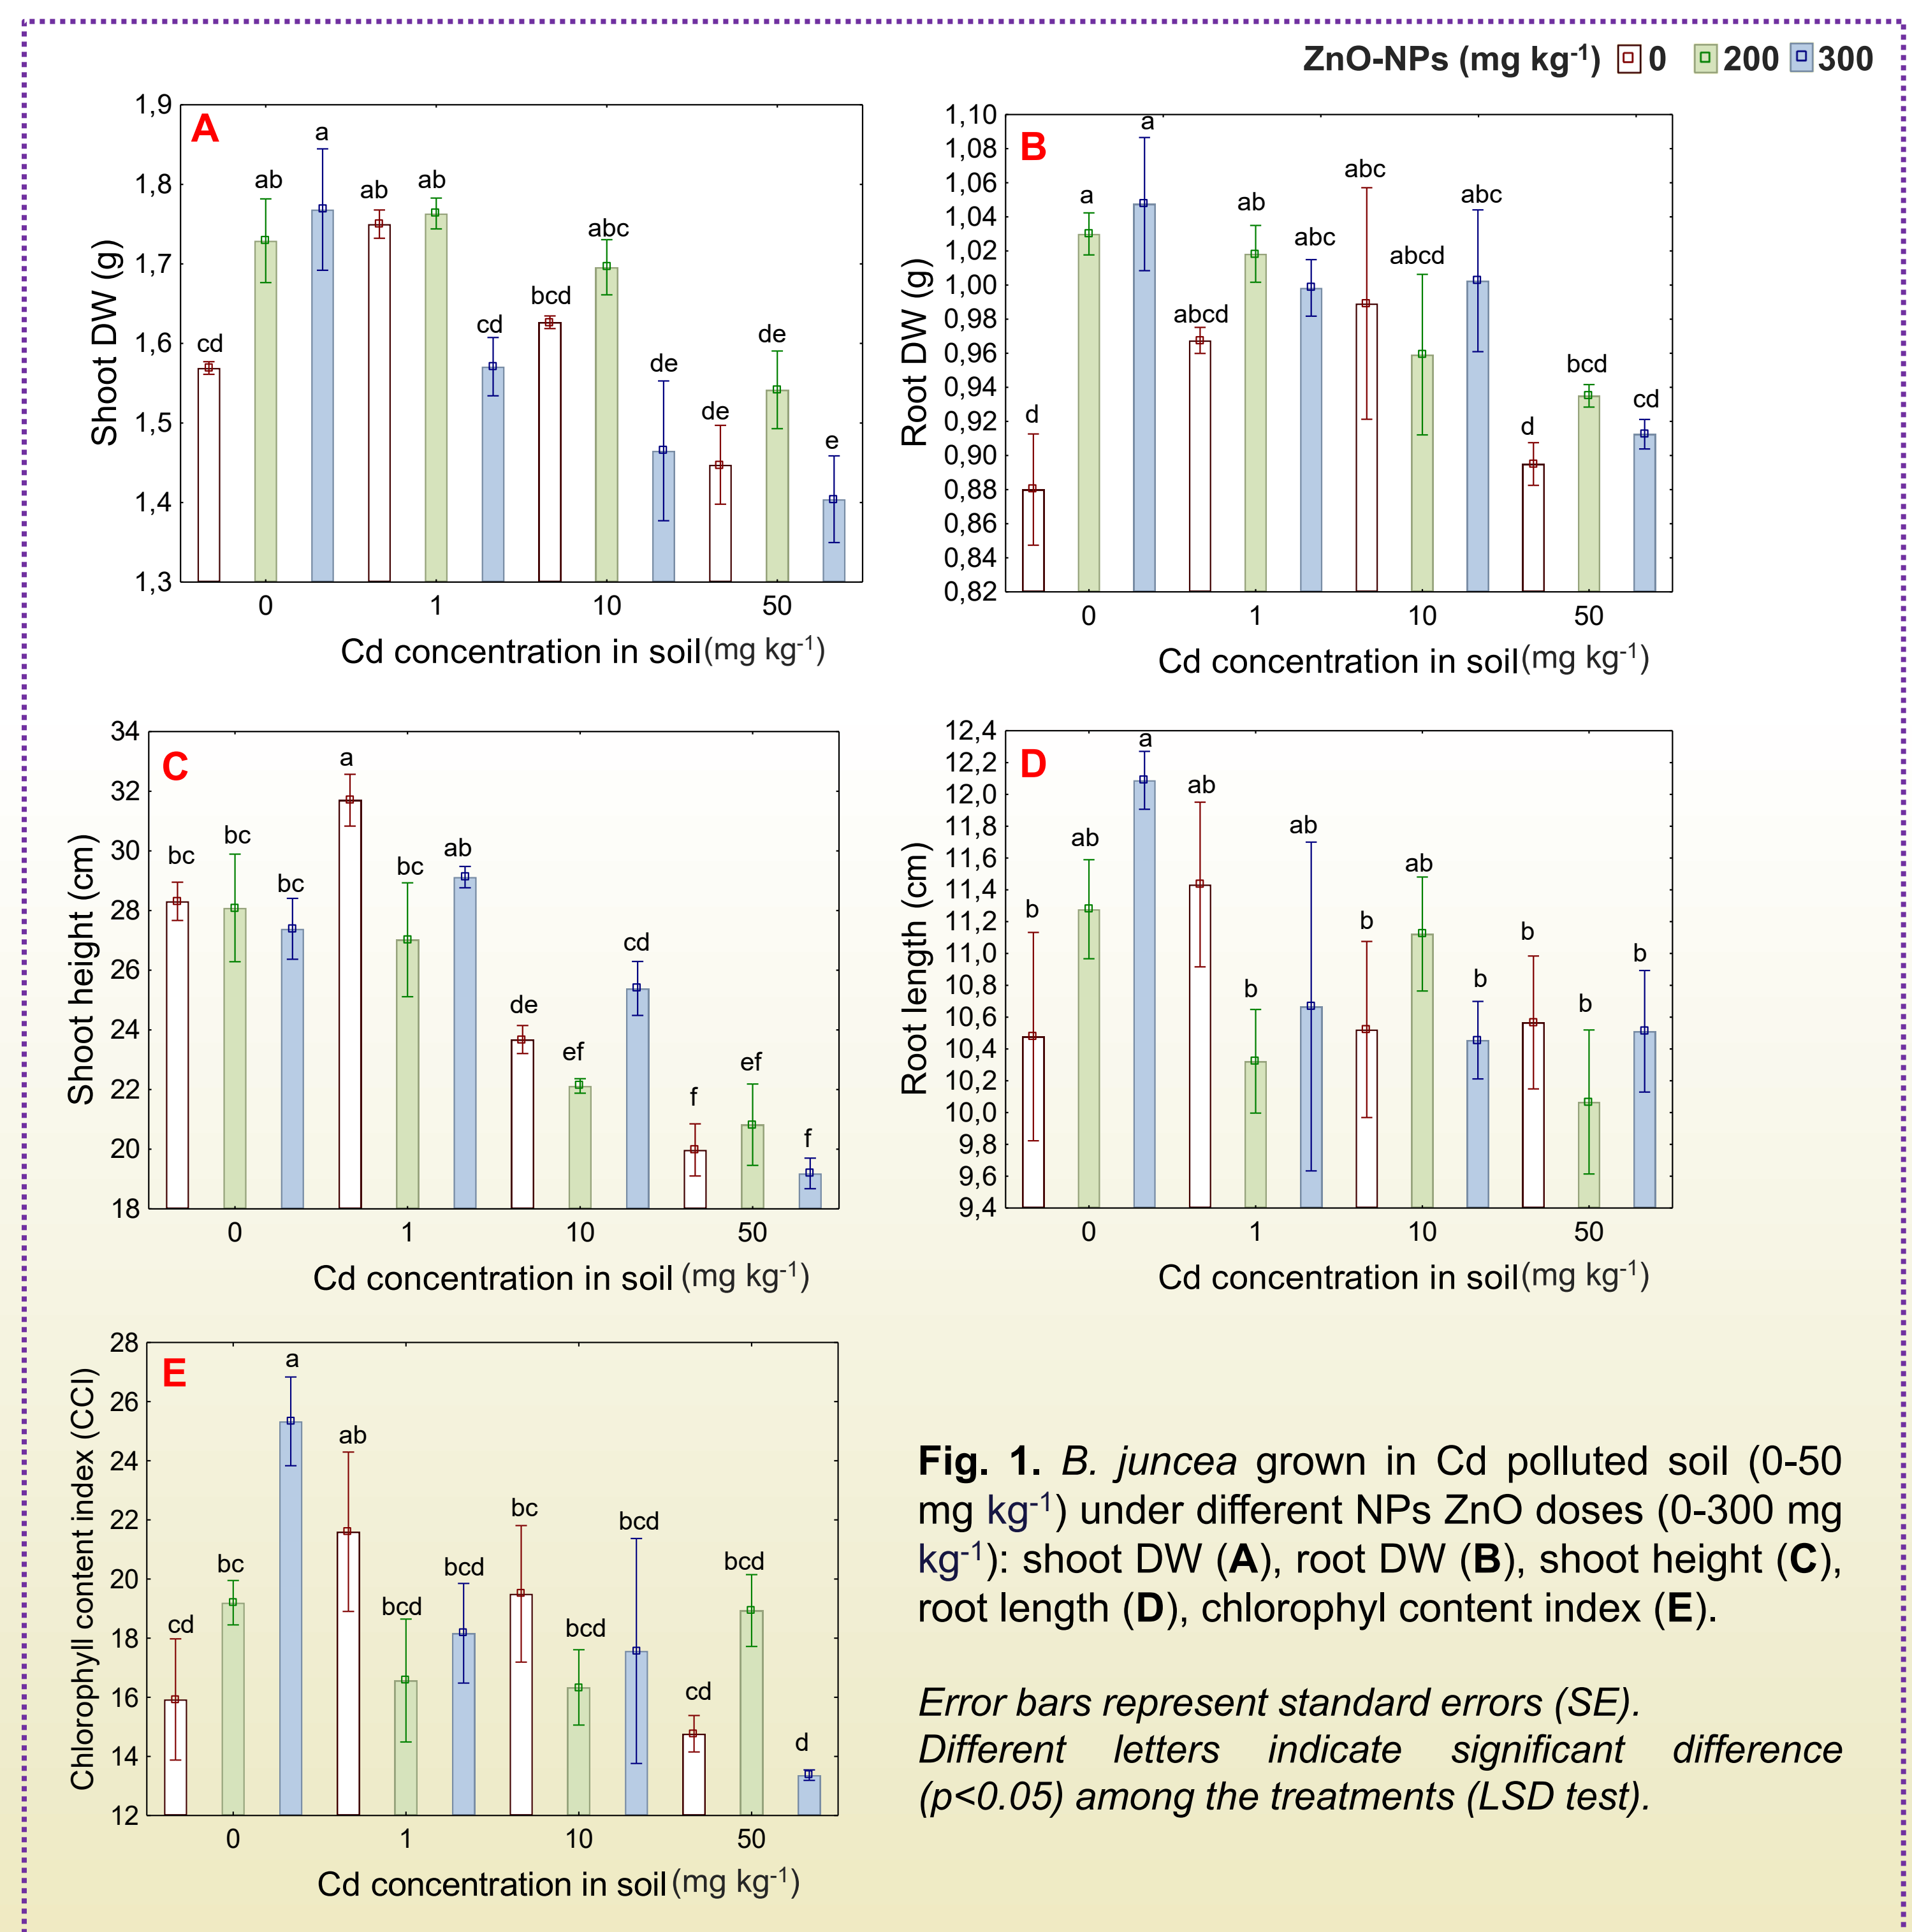 ZnO-NPs (mg kg-1) 0 200 300
A
1,9
1,8
1,7
1,6
1,5
1,4
1,3
Shoot DW (g)
cd ab a ab ab cd bcd abc de de de e
0 1 10 50
Cd concentration in soil (mg kg-1)
B
1,10
1,08
1,06
1,04
1,02
1,00
0,98
0,96
0,94
0,92
0,90
0,88
0,86
0,84
0,82
Root DW (g)
d a a abcd ab abc abc abcd abc d bcd cd
0 1 10 50
Cd concentration in soil (mg kg-1)
C
34
32
30
28
26
24
22
20
18
Shoot height (cm)
bc bc bc a bc ab de ef cd f ef f
0 1 10 50
Cd concentration in soil (mg kg-1)
D
12,4
12,2
12,0
11,8
11,6
11,4
11,2
11,0
10,8
10,6
10,4
10,2
10,0
9,8
9,6
9,4
Root length (cm)
b ab a ab b ab b ab b b b b
0 1 10 50
Cd concentration in soil (mg kg-1)
E
28
26
24
22
20
18
16
14
12
Chlorophyll content index (CCI)
cd bc a ab bcd bcd bc bcd bcd cd bcd d
0 1 10 50
Cd concentration in soil (mg kg-1)
Fig. 1. B. juncea grown in Cd polluted soil (0-50
mg kg-1) under different NPs ZnO doses (0-300 mg
kg-1): shoot DW (A), root DW (B), shoot height (C),
root length (D), chlorophyl content index (E).
Error bars represent standard errors (SE).
Different letters indicate significant difference
(p<0.05) among the treatments (LSD test).